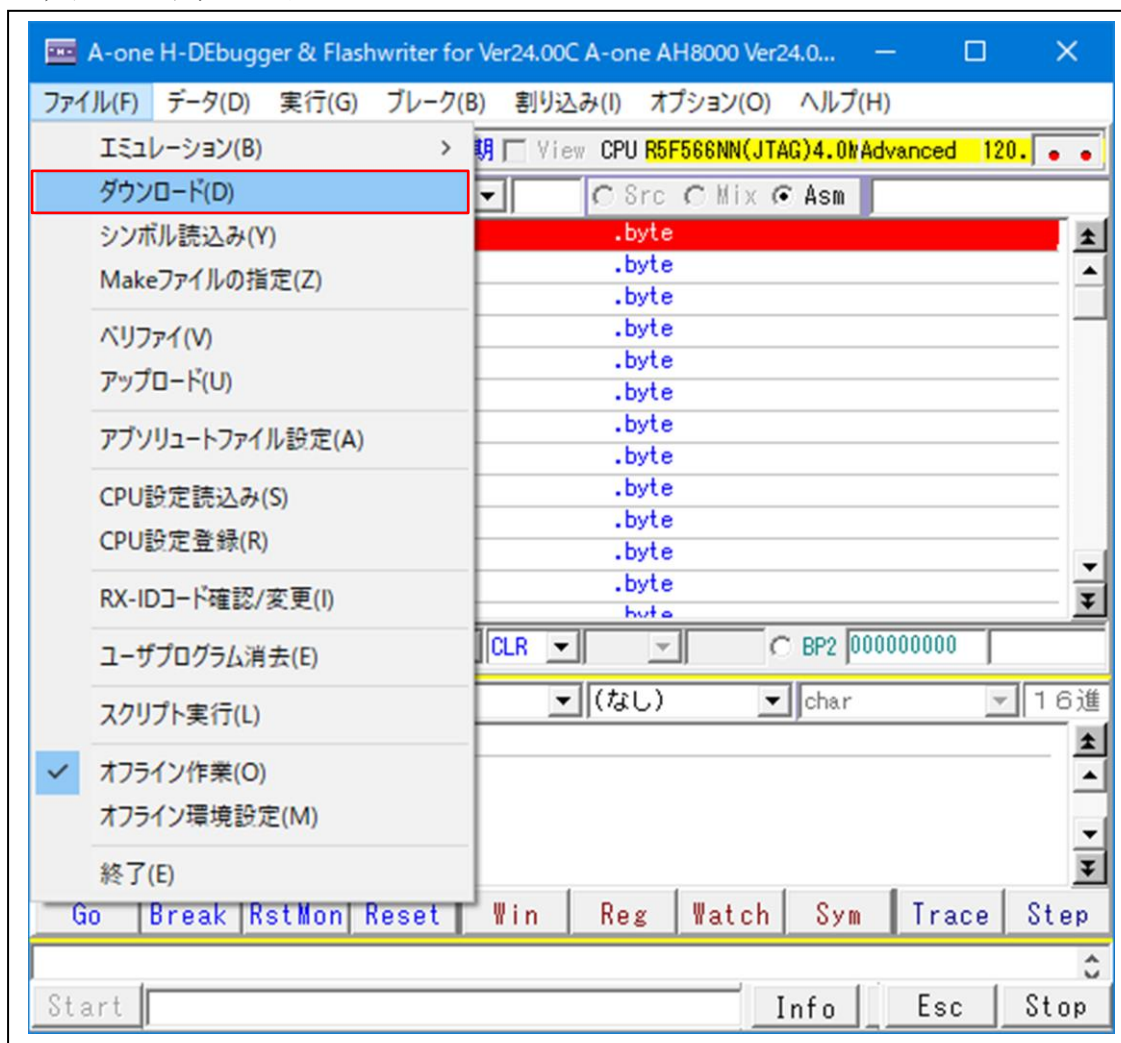 A-one H-DEbugger & Flashwriter for Ver24.00C A-one AH8000 Ver24.0...
ファイル(F) データ(D) 実行(G) ブレーク(B) 割り込み(I) オプション(O) ヘルプ(H)
エミュレーション(B) >
期 View CPU R5F566NN(JTAG)4.0M Advanced 120.
ダウンロード(D)
Src Mix Asm
シンボル読込み(Y)
Makeファイルの指定(Z)
ベリファイ(V)
アップロード(U)
アブソリュートファイル設定(A)
CPU設定読込み(S)
CPU設定登録(R)
RX-IDコード確認/変更(I)
ユーザプログラム消去(E)
スクリプト実行(L)
オフライン作業(O)
オフライン環境設定(M)
終了(E)
.byte
.byte
.byte
.byte
.byte
.byte
.byte
.byte
.byte
.byte
.byte
.byte
.byte
CLR BP2 000000000
(なし) char 16進
Go Break RstMon Reset Win Reg Watch Sym Trace Step
Start Info Esc Stop